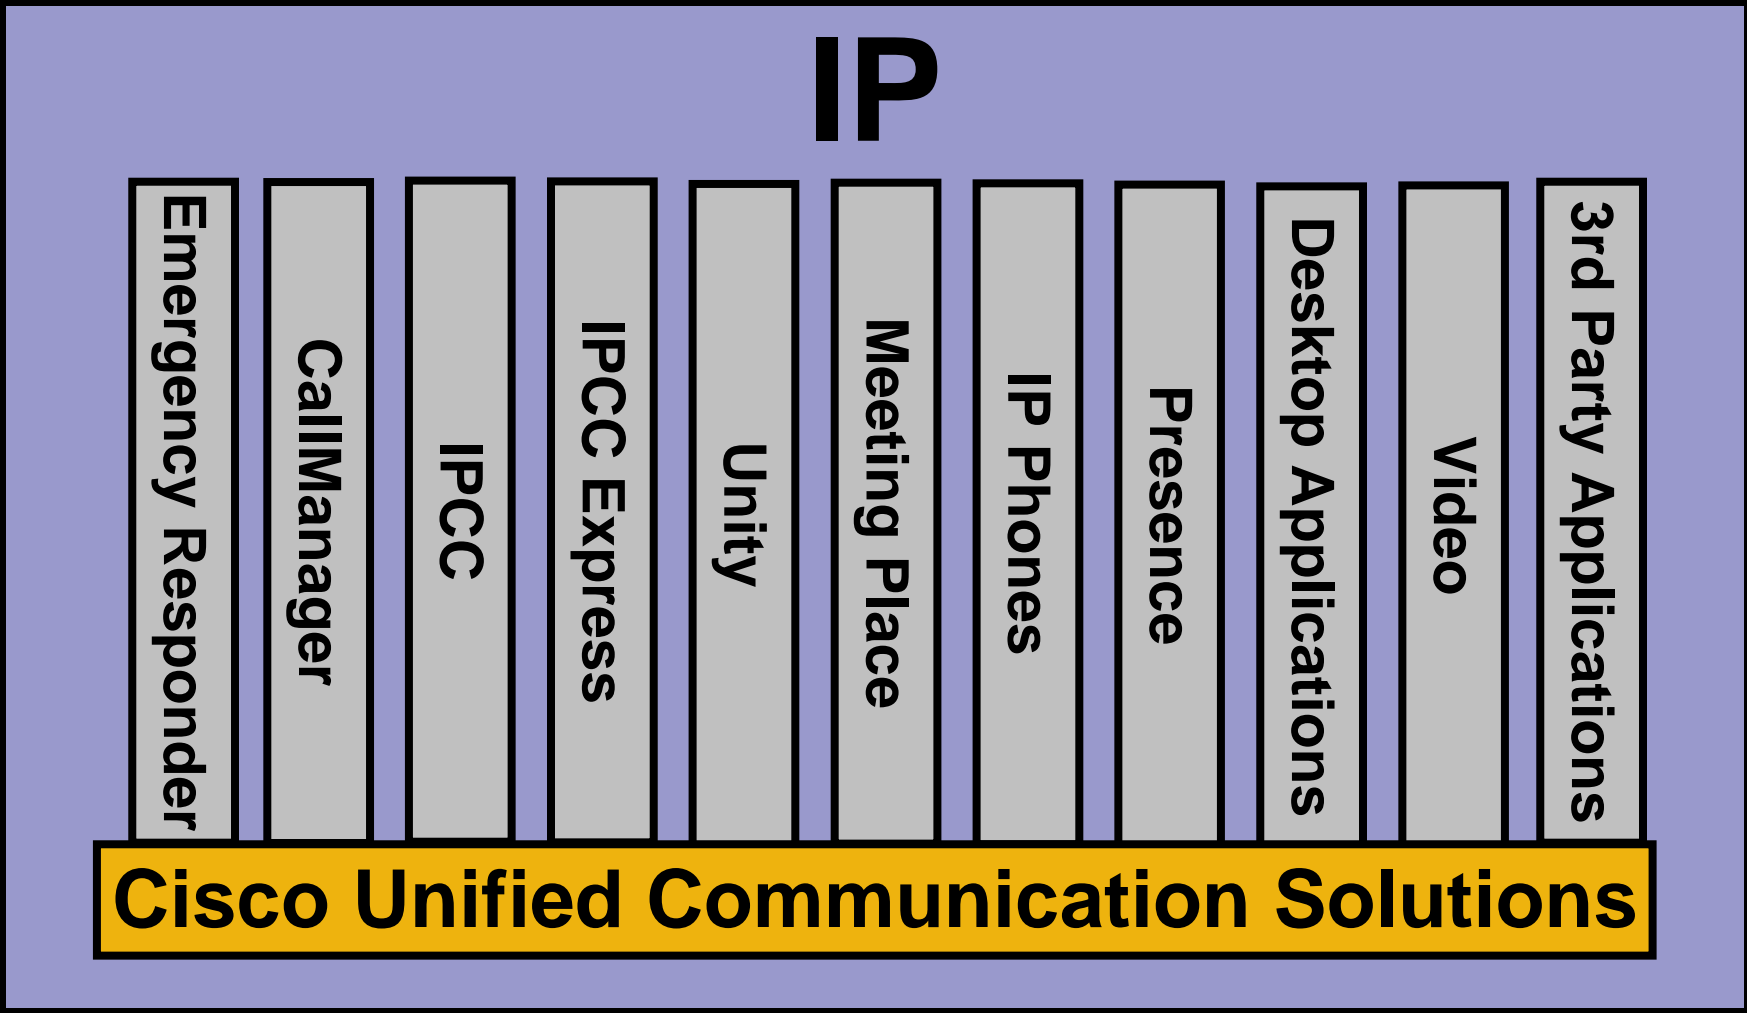 IP
Emergency Responder
CallManager
IPCC
IPCC Express
Unity
Meeting Place
IP Phones
Presence
Desktop Applications
Video
3rd Party Applications
Cisco Unified Communication Solutions